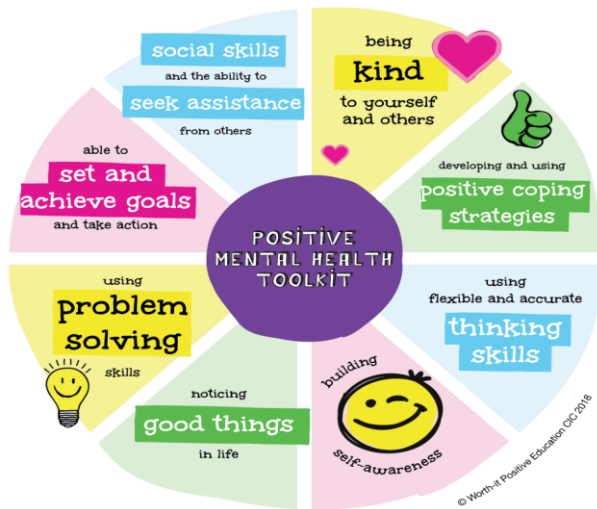 POSITIVE
MENTAL HEALTH
TOOLKIT
being
kind
to yourself
and others
developing and using
positive coping
strategies
using
flexible and accurate
thinking
skills
building
self-awareness
noticing
good things
in life
using
problem
solving
skills
able to
set and
achieve goals
and take action
social skills
and the ability to
seek assistance
from others
© Worth-it Positive Education CIC 2018